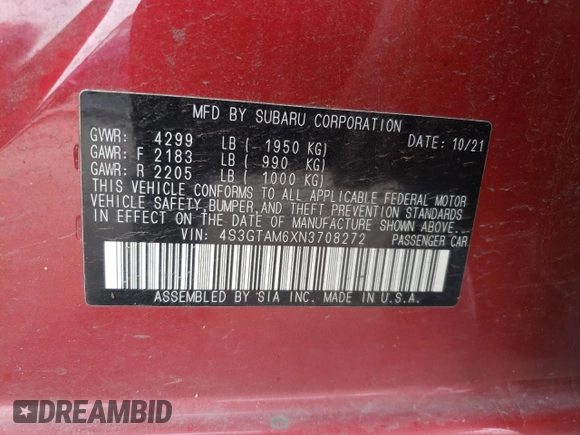 MFD BY SUBARU CORPORATION
GVWR: 4299 LB ( 1950 KG) DATE: 10/21
GAWR: F 2183 LB ( 990 KG)
GAWR: R 2205 LB ( 1000 KG)
THIS VEHICLE CONFORMS TO ALL APPLICABLE FEDERAL MOTOR
VEHICLE SAFETY,BUMPER,AND THEFT PREVENTION STANDARDS
IN EFFECT ON THE DATE OF MANUFACTURE SHOWN ABOVE.
VIN: 4S3GTAM6XN3708272 PASSENGER CAR
ASSEMBLED BY SIA INC. MADE IN U.S.A.
DREAMBID